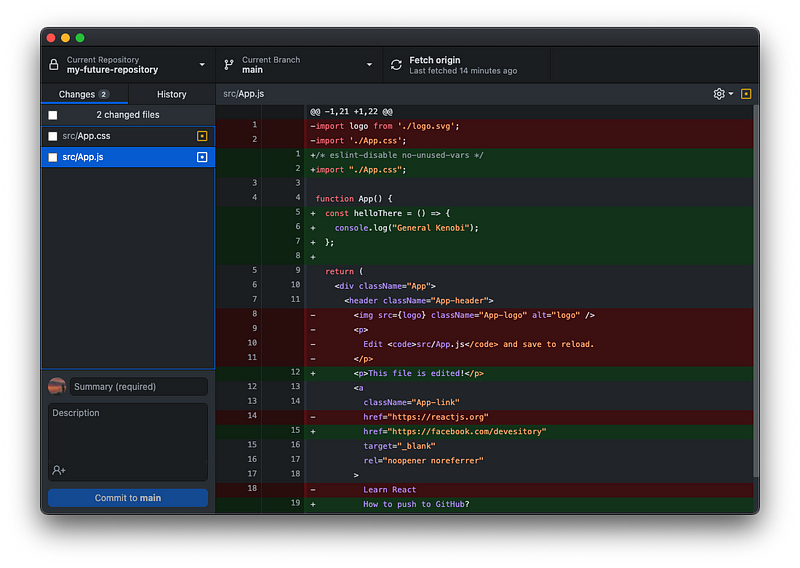 Current Repository
my-future-repository
Current Branch
main
Fetch origin
Last fetched 14 minutes ago
Changes 2
History
2 changed files
src/App.css
src/App.js
Summary (required)
Description
Commit to main
src/App.js
@@ -1,21 +1,22 @@
1 -import logo from './logo.svg';
2 -import './App.css';
1 +/* eslint-disable no-unused-vars */
2 +import "./App.css";
3 3
4 4 function App() {
5 + const helloThere = () => {
6 + console.log("General Kenobi");
7 + };
8 +
5 9 return (
6 10 <div className="App">
7 11 <header className="App-header">
8 - <img src={logo} className="App-logo" alt="logo" />
9 - <p>
10 - Edit <code>src/App.js</code> and save to reload.
11 - </p>
12 + <p>This file is edited!</p>
12 13 <a
13 14 className="App-link"
14 - href="https://reactjs.org"
15 + href="https://facebook.com/devesitory"
15 16 target="_blank"
16 17 rel="noopener noreferrer"
17 18 >
18 - Learn React
19 + How to push to GitHub?